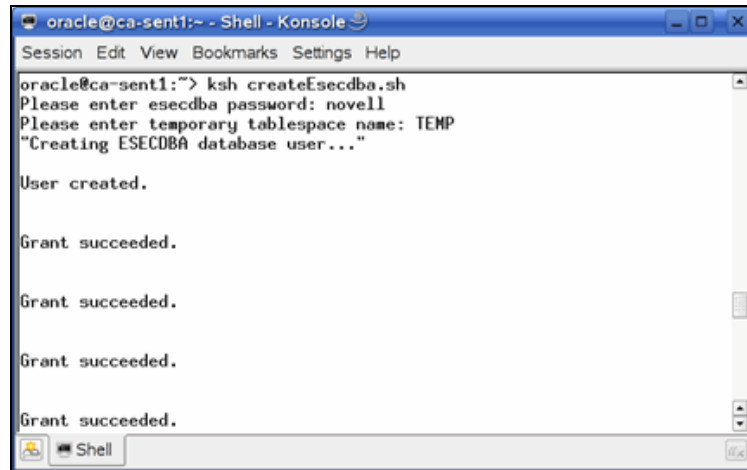 oracle@ca-sent1:~ - Shell - Konsole
Session Edit View Bookmarks Settings Help
oracle@ca-sent1:~> ksh createEsecdba.sh
Please enter esecdba password: novell
Please enter temporary tablespace name: TEMP
"Creating ESECDBA database user..."
User created.
Grant succeeded.
Grant succeeded.
Grant succeeded.
Grant succeeded.
Shell